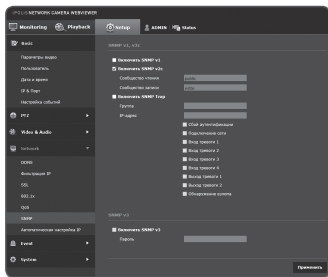 iPOLiS NETWORK CAMERA WEBVIEWER
Monitoring
Playback
Setup
ADMIN
Status
Basic
Параметры видео
Пользователь
Дата и время
IP & Порт
Настройка событий
PTZ
Video & Audio
Network
DDNS
Фильтрация IP
SSL
802.1x
QoS
SNMP
Автоматическая настройка IP
Event
System
SNMP v1, v2c
Включить SNMP v1
Включить SNMP v2c
Сообщество чтения
public
Сообщество записи
write
Включить SNMP Trap
Группа
IP-адрес
Сбой аутентификации
Подключение сети
Вход тревоги 1
Вход тревоги 2
Вход тревоги 3
Вход тревоги 4
Выход тревоги 1
Выход тревоги 2
Обнаружение взлома
SNMP v3
Включить SNMP v3
Пароль
Применить